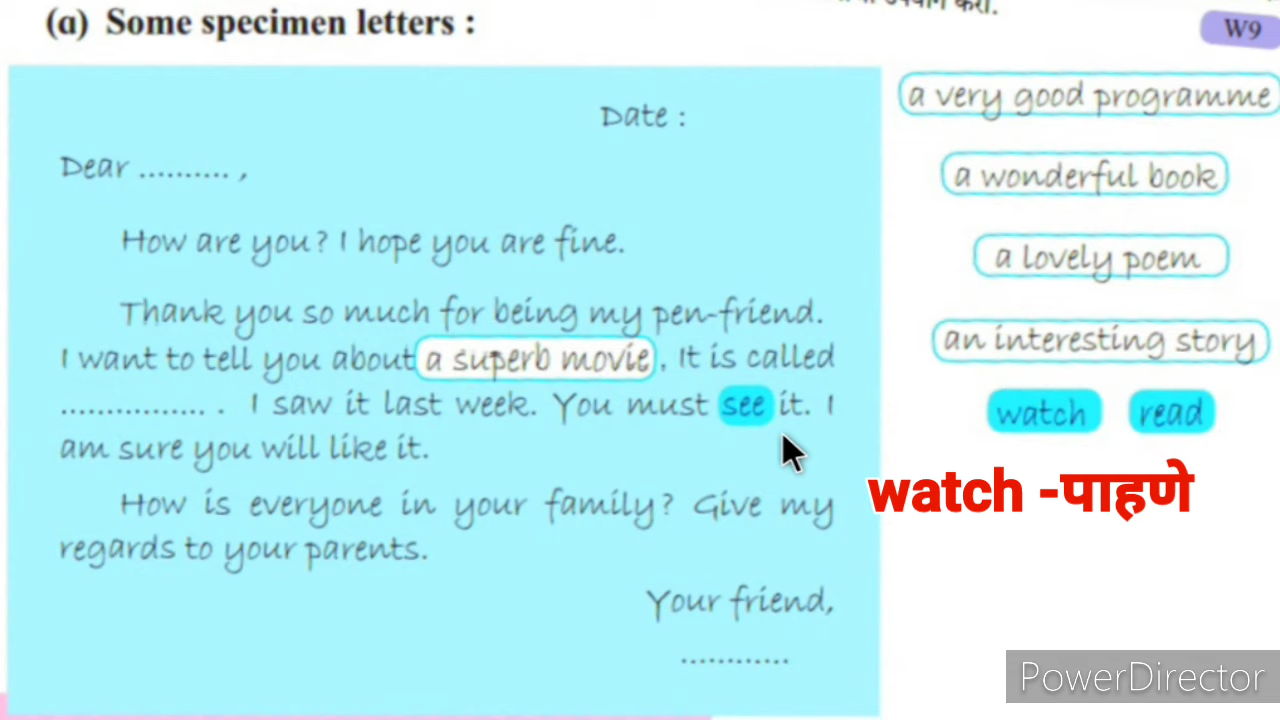 उपयोग करा.
(a) Some specimen letters :
W9
Date :
Dear .......... ,
How are you? I hope you are fine.
Thank you so much for being my pen-friend.
I want to tell you about a superb movie. It is called
................ . I saw it last week. You must see it. I
am sure you will like it.
How is everyone in your family? Give my
regards to your parents.
Your friend,
............
a very good programme
a wonderful book
a lovely poem
an interesting story
watch read
watch -पाहणे
PowerDirector